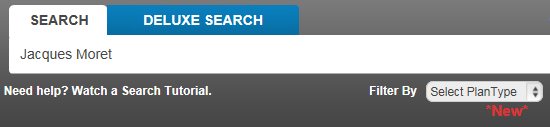 SEARCH DELUXE SEARCH
Jacques Moret
Need help? Watch a Search Tutorial. Filter By Select PlanType
*New*